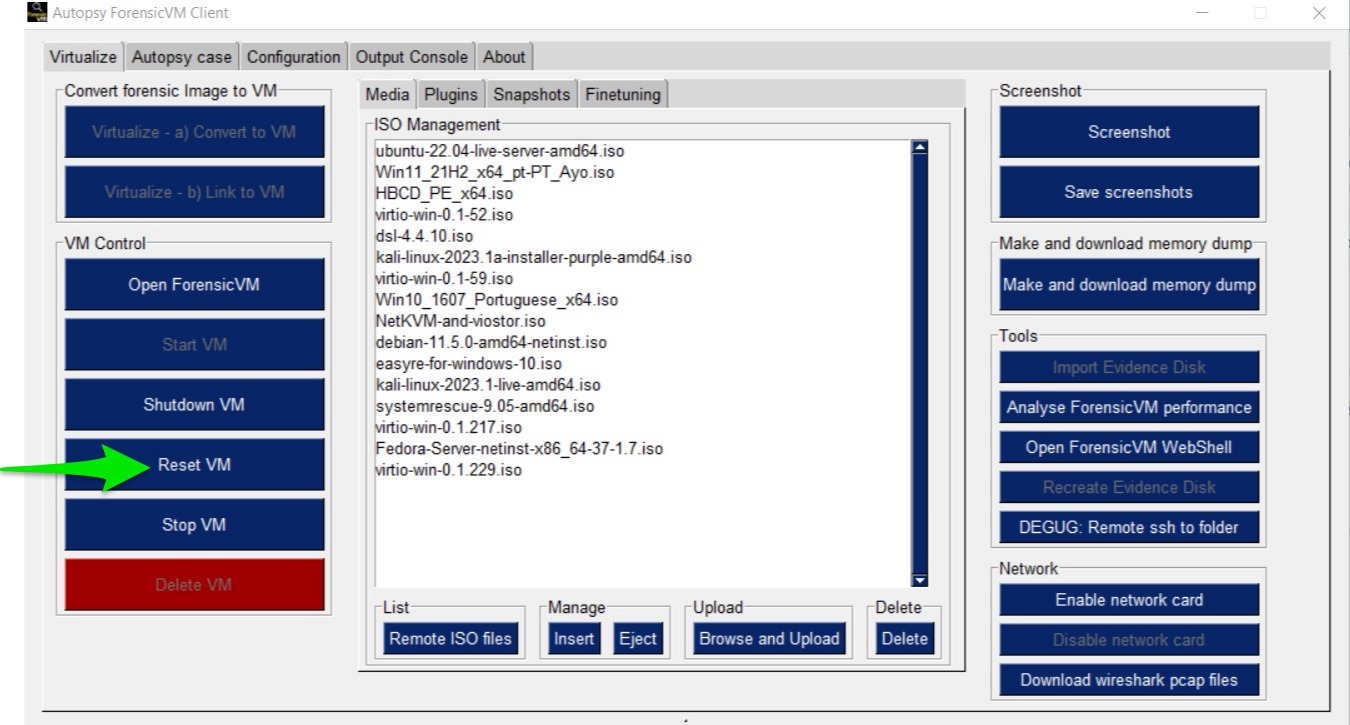 Autopsy ForensicVM Client
Virtualize Autopsy case Configuration Output Console About
Convert forensic Image to VM
Virtualize - a) Convert to VM
Virtualize - b) Link to VM
VM Control
Open ForensicVM
Start VM
Shutdown VM
Reset VM
Stop VM
Delete VM
Media Plugins Snapshots Finetuning
ISO Management
ubuntu-22.04-live-server-amd64.iso
Win11_21H2_x64_pt-PT_Ayo.iso
HBCD_PE_x64.iso
virtio-win-0.1-52.iso
dsl-4.4.10.iso
kali-linux-2023.1a-installer-purple-amd64.iso
virtio-win-0.1-59.iso
Win10_1607_Portuguese_x64.iso
NetKVM-and-viostor.iso
debian-11.5.0-amd64-netinst.iso
easyre-for-windows-10.iso
kali-linux-2023.1-live-amd64.iso
systemrescue-9.05-amd64.iso
virtio-win-0.1.217.iso
Fedora-Server-netinst-x86_64-37-1.7.iso
virtio-win-0.1.229.iso
List
Remote ISO files
Manage
Insert Eject
Upload
Browse and Upload
Delete
Delete
Screenshot
Screenshot
Save screenshots
Make and download memory dump
Make and download memory dump
Tools
Import Evidence Disk
Analyse ForensicVM performance
Open ForensicVM WebShell
Recreate Evidence Disk
DEGUG: Remote ssh to folder
Network
Enable network card
Disable network card
Download wireshark pcap files